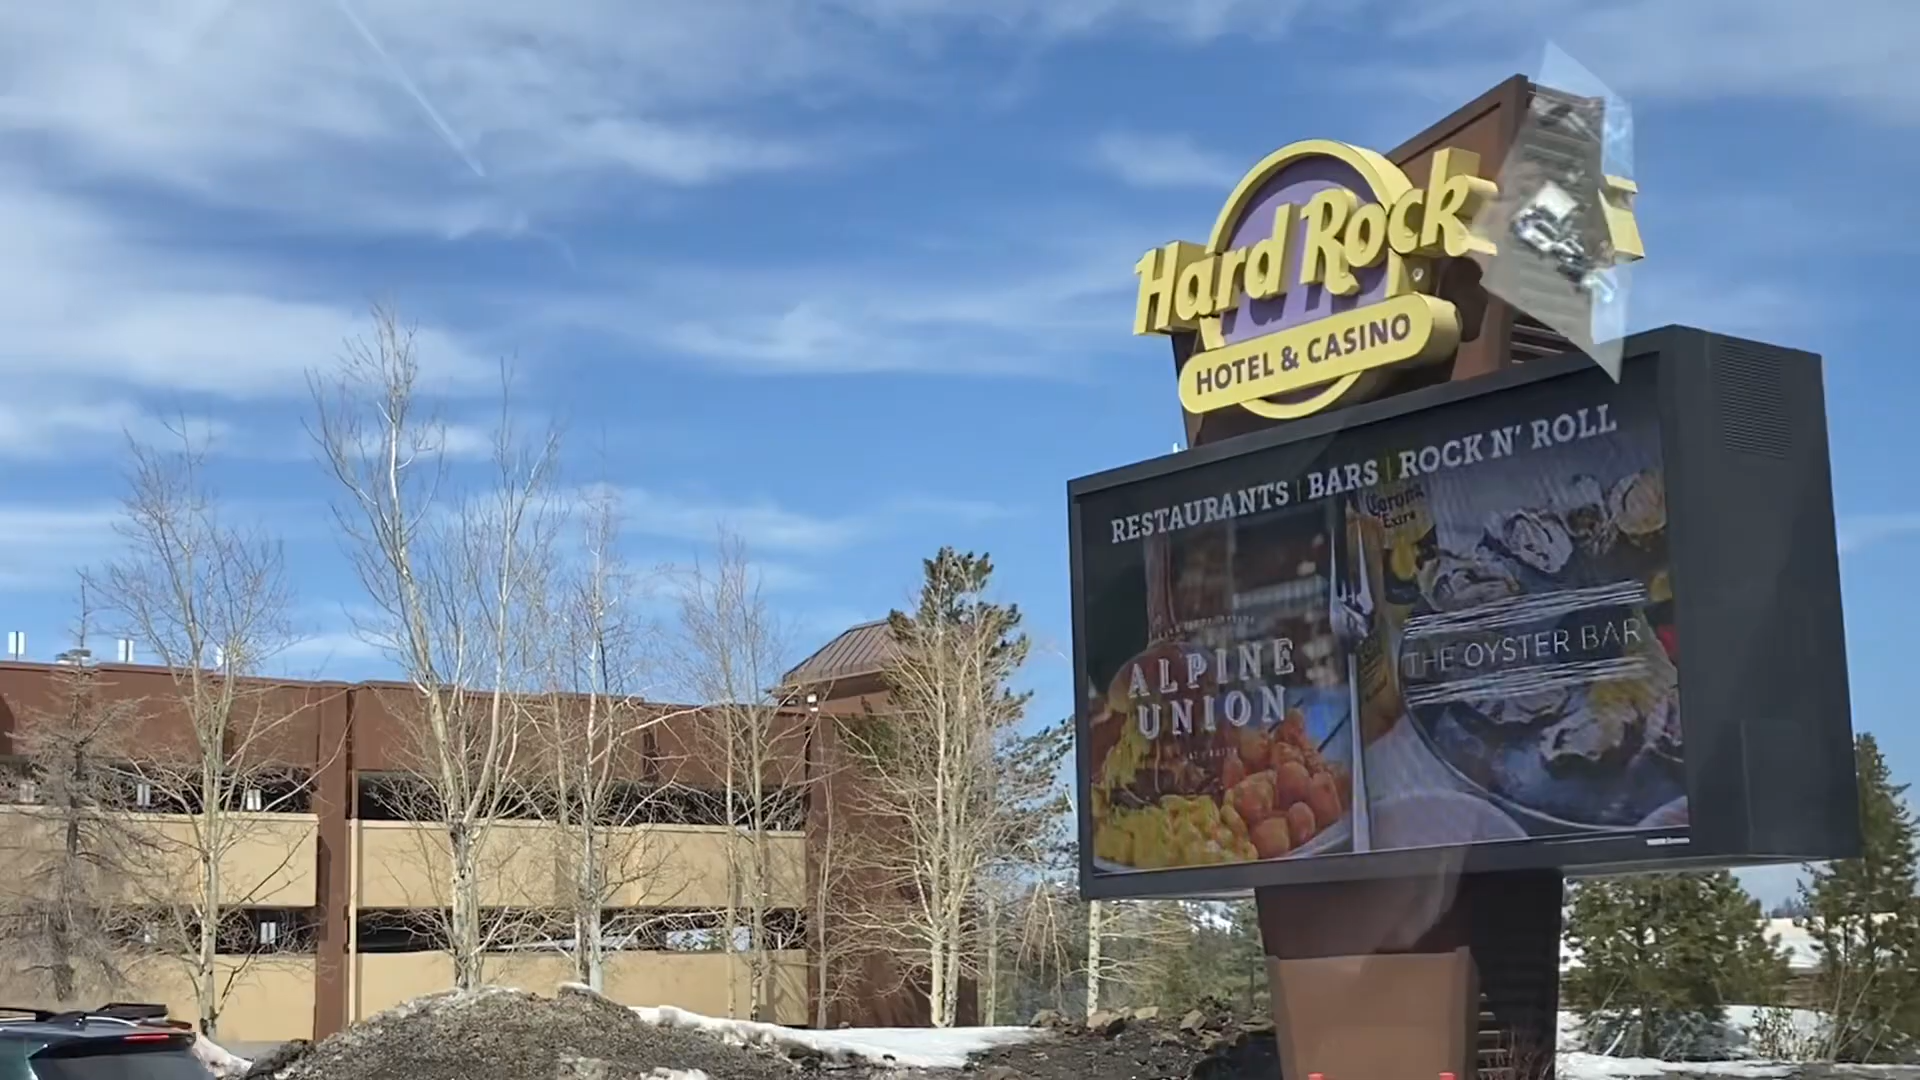 Hard Rock
HOTEL & CASINO
RESTAURANTS | BARS | ROCK N' ROLL
Corona
Extra
ALPINE
UNION
THE OYSTER BAR